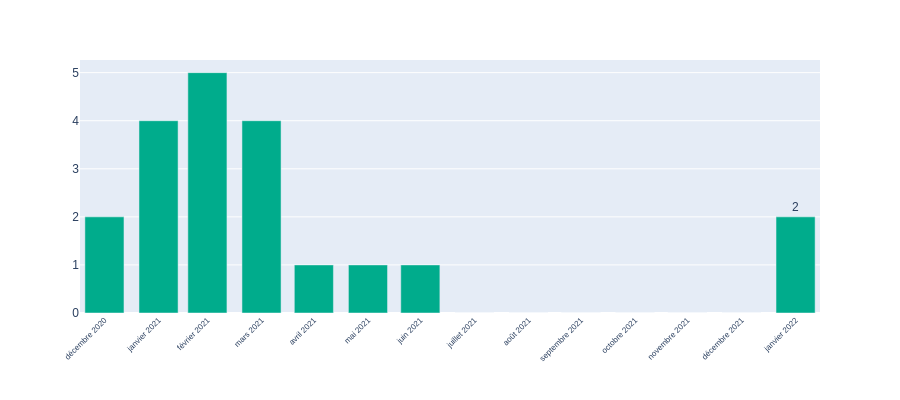 5
4
3
2
1
0
2
décembre 2020
janvier 2021
février 2021
mars 2021
avril 2021
mai 2021
juin 2021
juillet 2021
août 2021
septembre 2021
octobre 2021
novembre 2021
décembre 2021
janvier 2022